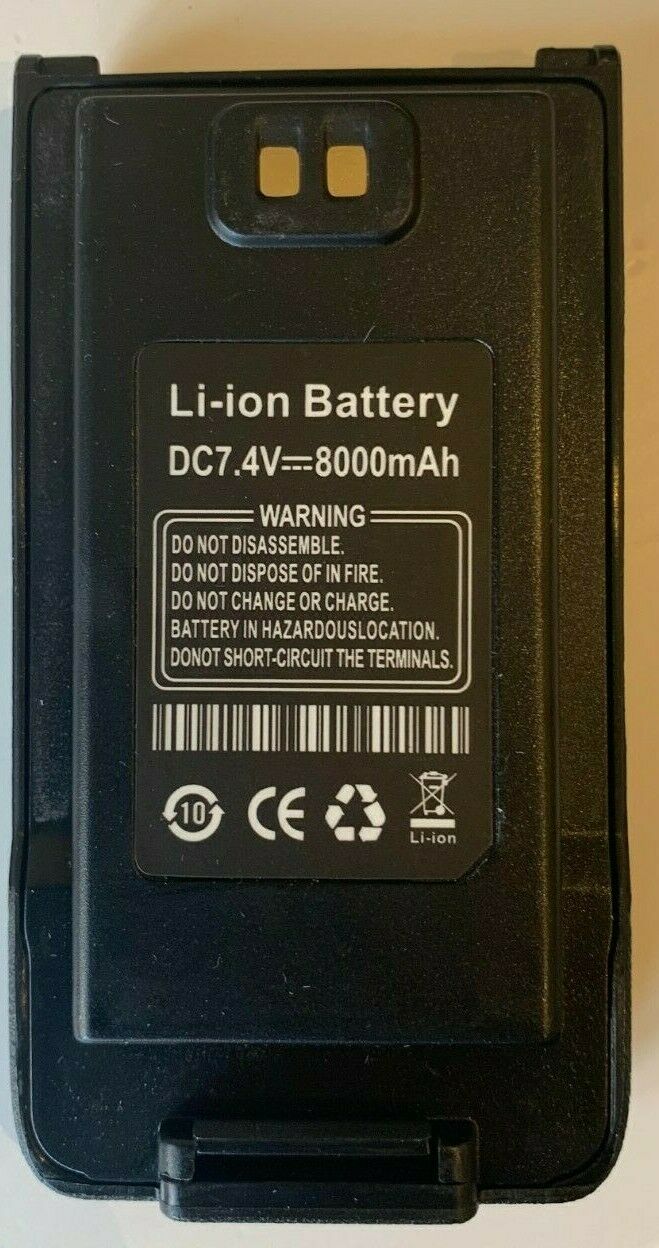 Li-ion Battery
DC7.4V⎓8000mAh
WARNING
DO NOT DISASSEMBLE.
DO NOT DISPOSE OF IN FIRE.
DO NOT CHANGE OR CHARGE.
BATTERY IN HAZARDOUSLOCATION.
DONOT SHORT-CIRCUIT THE TERMINALS.
10 CE
Li-ion